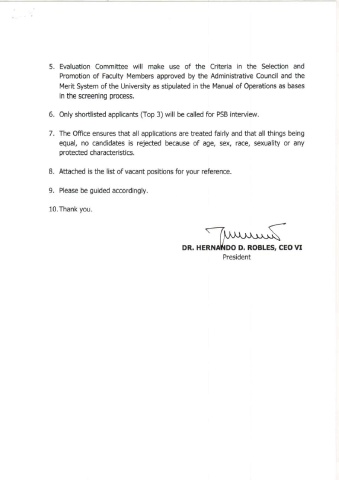 5. Evaluation Committee will make use of the Criteria in the Selection and
Promotion of Faculty Members approved by the Administrative Council and the
Merit System of the University as stipulated in the Manual of Operations as bases
in the screening process.
6. Only shortlisted applicants (Top 3) will be called for PSB interview.
7. The Office ensures that all applications are treated fairly and that all things being
equal, no candidates is rejected because of age, sex, race, sexuality or any
protected characteristics.
8. Attached is the list of vacant positions for your reference.
9. Please be guided accordingly.
10. Thank you.
DR. HERNANDO D. ROBLES, CEO VI
President